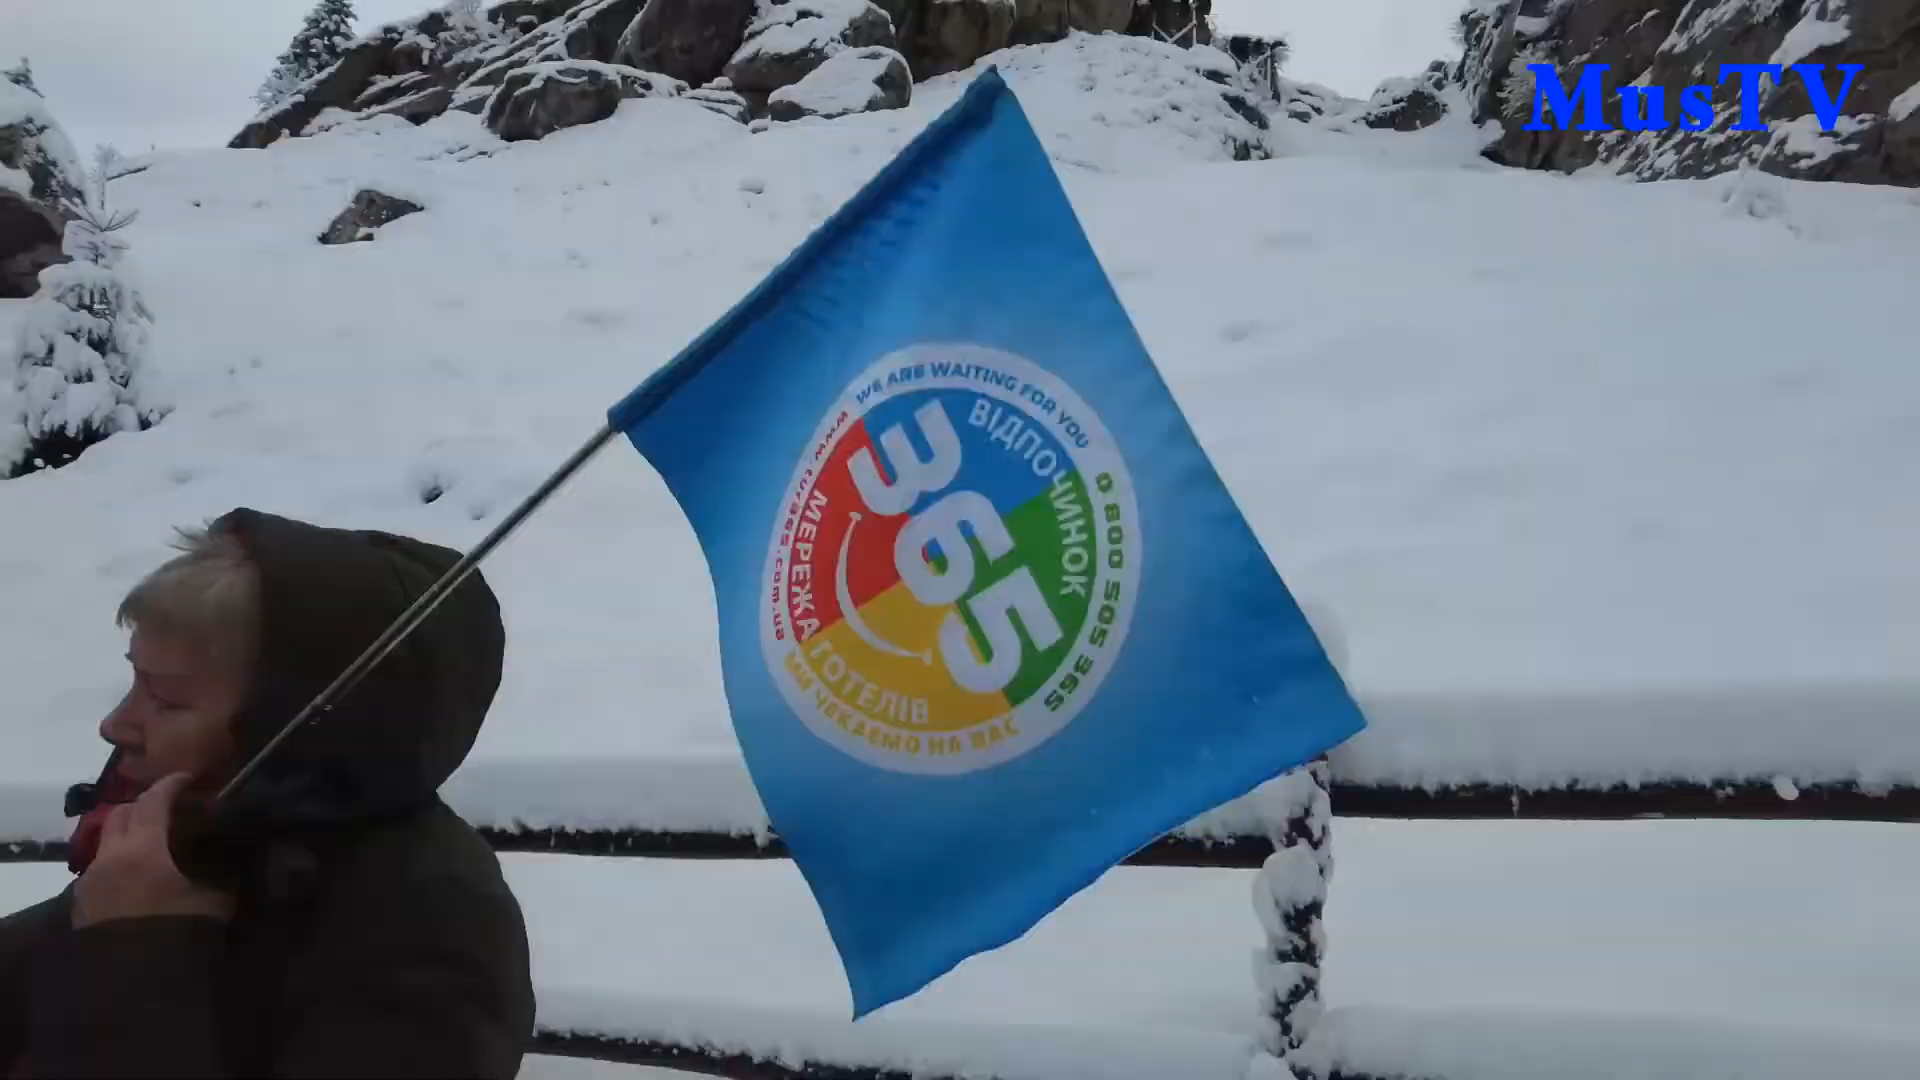 MusTV
WE ARE WAITING FOR YOU
ВІДПОЧИНОК
365
МЕРЕЖА ГОТЕЛІВ
0 800 505 365
МИ ЧЕКАЄМО НА ВАС